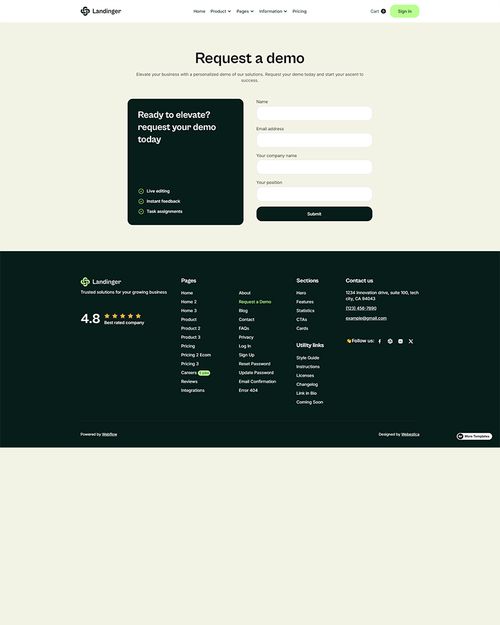 Landinger
Home Product Pages Information Pricing
Cart 0 Sign In
Request a demo
Elevate your business with a personalized demo of our solutions. Request your demo today and start your ascent to
success.
Ready to elevate?
request your demo
today
Live editing
Instant feedback
Task assignments
Name
Email address
Your company name
Your position
Submit
Landinger
Trusted solutions for your growing business
4.8
Best rated company
Pages
Home
Home 2
Home 3
Product
Product 2
Product 3
Pricing
Pricing 2 Ecom
Pricing 3
Careers
Reviews
Integrations
About
Request a Demo
Blog
Contact
FAQs
Privacy
Log In
Sign Up
Reset Password
Update Password
Email Confirmation
Error 404
Sections
Hero
Features
Statistics
CTAs
Cards
Utility links
Style Guide
Instructions
Licenses
Changelog
Link in Bio
Coming Soon
Contact us
1234 Innovation drive, suite 100, tech
city, CA 94043
(123) 456-7890
example@gmail.com
👋Follow us:
Powered by Webflow
Designed by Webestica
More Templates